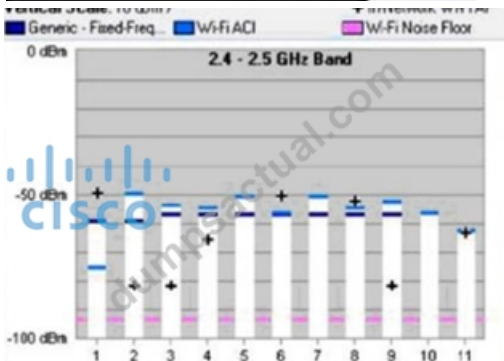 Generic - Fixed-Freq... Wi-Fi ACI Wi-Fi Noise Floor
0 dBm
2.4 - 2.5 GHz Band
-50 dBm
CISCO
dumpsactual.com
-100 dBm
1 2 3 4 5 6 7 8 9 10 11